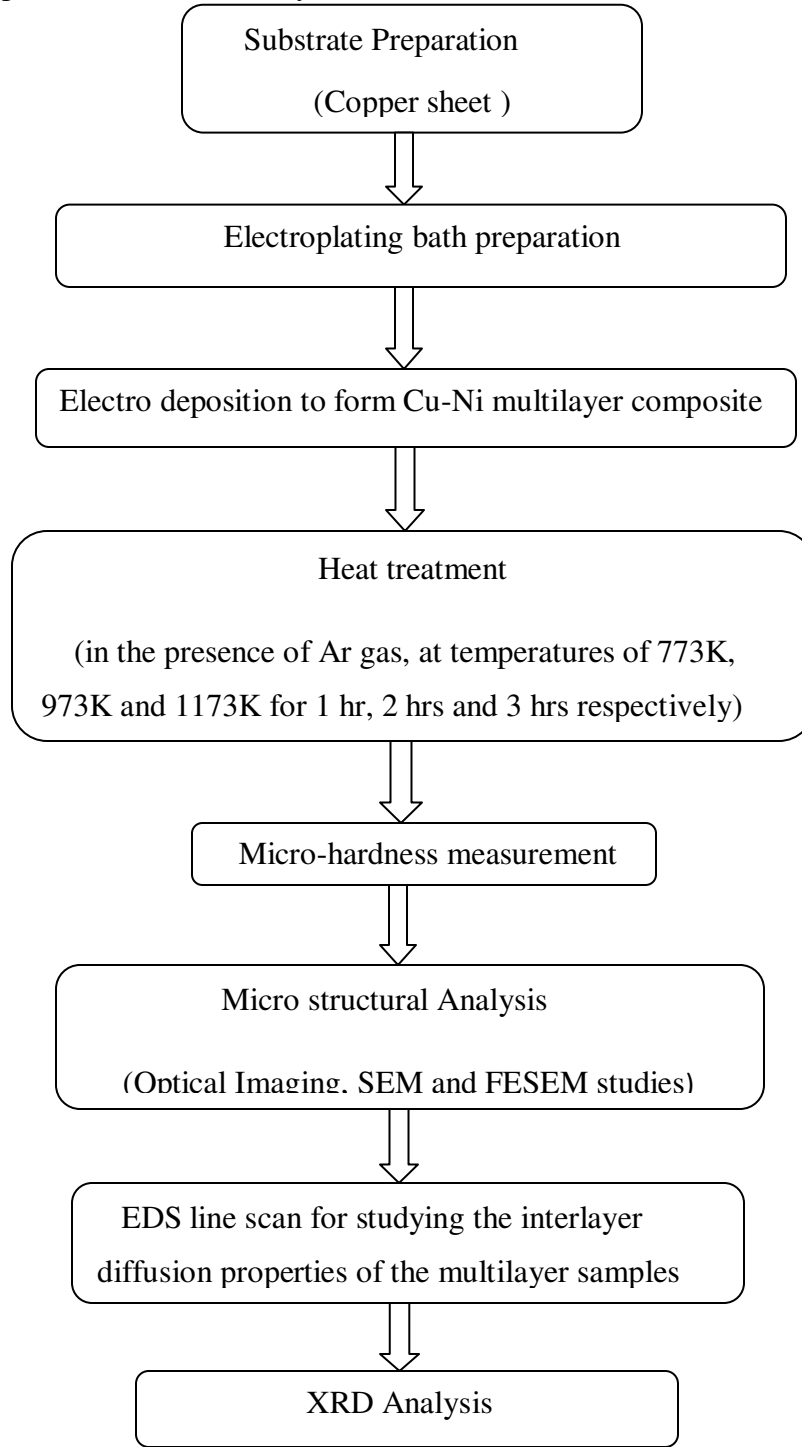 Substrate Preparation
(Copper sheet )
Electroplating bath preparation
Electro deposition to form Cu-Ni multilayer composite
Heat treatment
(in the presence of Ar gas, at temperatures of 773K,
973K and 1173K for 1 hr, 2 hrs and 3 hrs respectively)
Micro-hardness measurement
Micro structural Analysis
(Optical Imaging, SEM and FESEM studies)
EDS line scan for studying the interlayer
diffusion properties of the multilayer samples
XRD Analysis